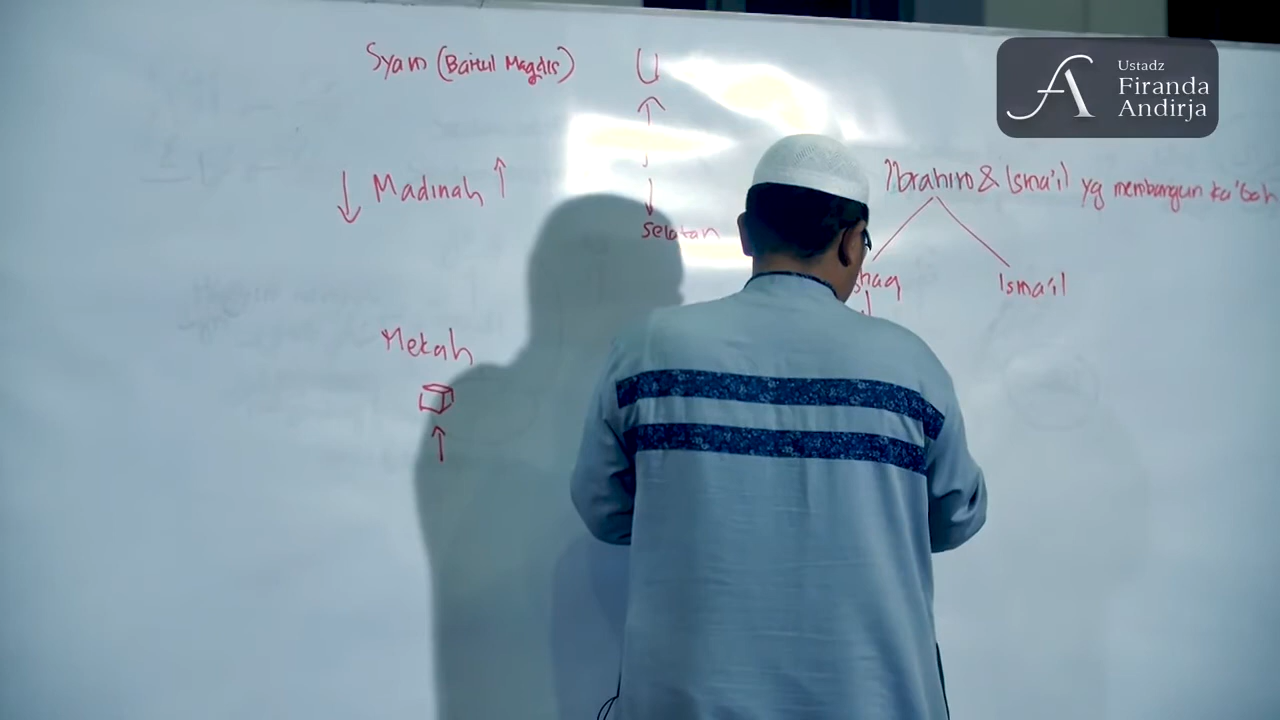 Syam (Baitul Maqdis)
U
Madinah
Selatan
Mekah
Ibrahim & Isma'il yg membangun ka'bah
Isma'il
Ustadz
Firanda
Andirja